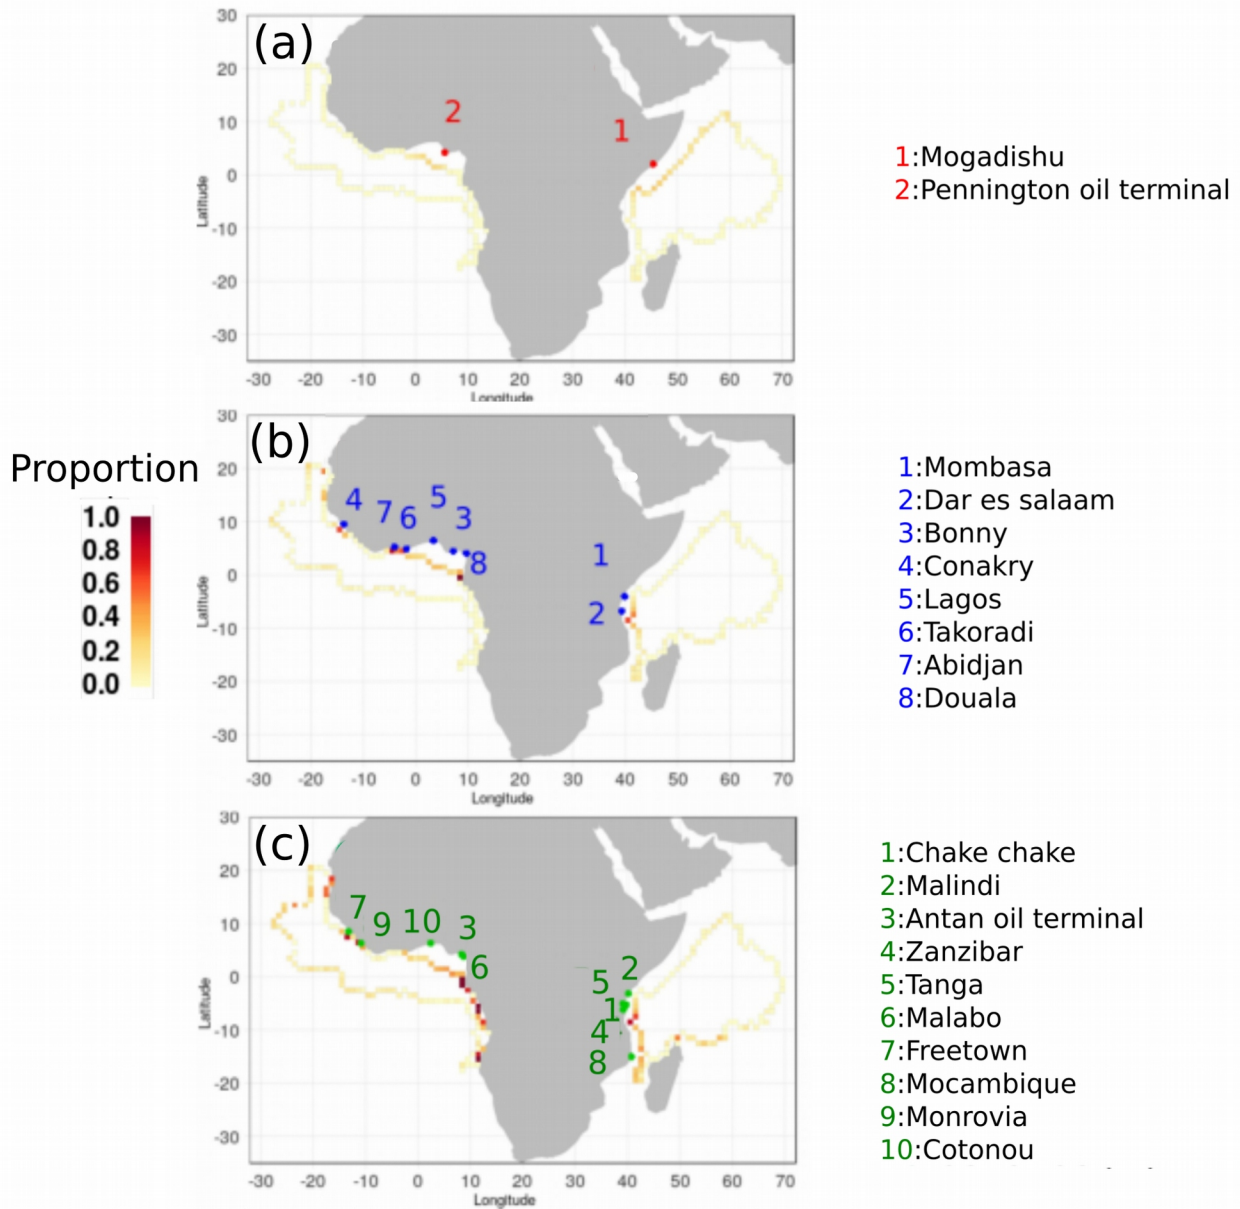 (a)
30
20
10
0
-10
-20
-30
Latitude
2
1
-30 -20 -10 0 10 20 30 40 50 60 70
Longitude
1:Mogadishu
2:Pennington oil terminal
Proportion
1.0
0.8
0.6
0.4
0.2
0.0
(b)
30
20
10
0
-10
-20
-30
Latitude
4 7 6 5 3
8
1
2
-30 -20 -10 0 10 20 30 40 50 60 70
Longitude
1:Mombasa
2:Dar es salaam
3:Bonny
4:Conakry
5:Lagos
6:Takoradi
7:Abidjan
8:Douala
(c)
30
20
10
0
-10
-20
-30
Latitude
7 9 10 3
6
2
5
1
4
8
-30 -20 -10 0 10 20 30 40 50 60 70
Longitude
1:Chake chake
2:Malindi
3:Antan oil terminal
4:Zanzibar
5:Tanga
6:Malabo
7:Freetown
8:Mocambique
9:Monrovia
10:Cotonou